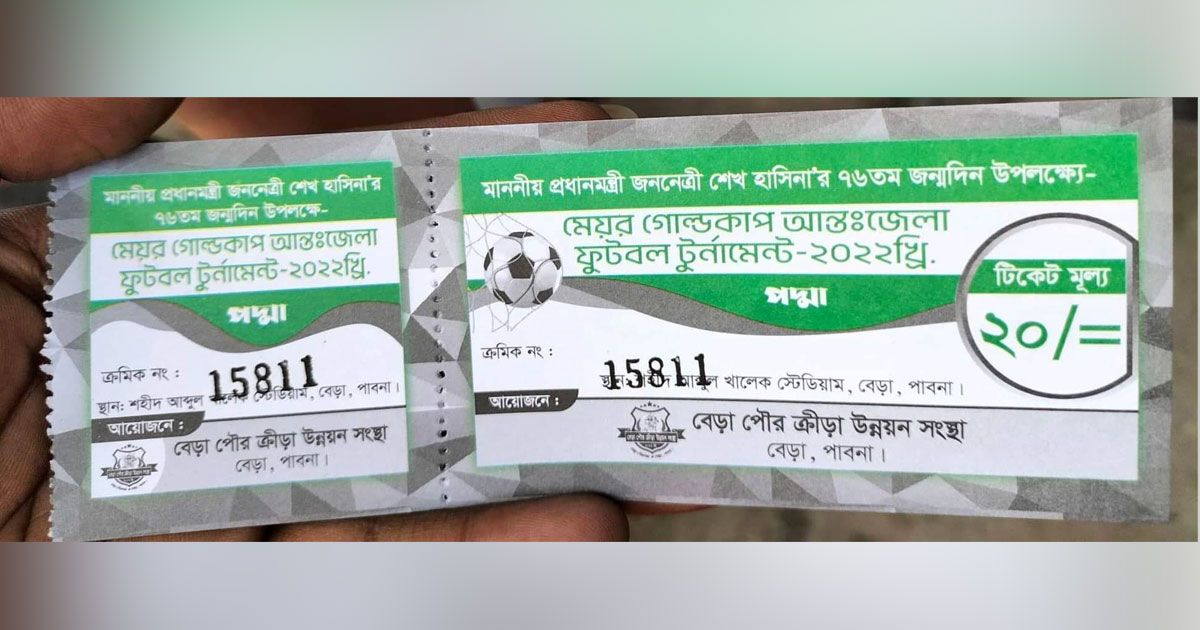 মাননীয় প্রধানমন্ত্রী জননেত্রী শেখ হাসিনা'র
৭৬তম জন্মদিন উপলক্ষে-
মেয়র গোল্ডকাপ আন্তঃজেলা
ফুটবল টুর্নামেন্ট-২০২২খ্রি.
পদ্মা
ক্রমিক নং :
15811
স্থান: শহীদ আব্দুল খালেক স্টেডিয়াম, বেড়া, পাবনা।
আয়োজনে :
বেড়া পৌর ক্রীড়া উন্নয়ন সংস্থা
বেড়া, পাবনা।
মাননীয় প্রধানমন্ত্রী জননেত্রী শেখ হাসিনা'র ৭৬তম জন্মদিন উপলক্ষ্যে-
মেয়র গোল্ডকাপ আন্তঃজেলা
ফুটবল টুর্নামেন্ট-২০২২খ্রি.
পদ্মা
টিকেট মূল্য
২০/=
ক্রমিক নং :
15811
স্থান: শহীদ আব্দুল খালেক স্টেডিয়াম, বেড়া, পাবনা।
আয়োজনে :
বেড়া পৌর ক্রীড়া উন্নয়ন সংস্থা
বেড়া, পাবনা।